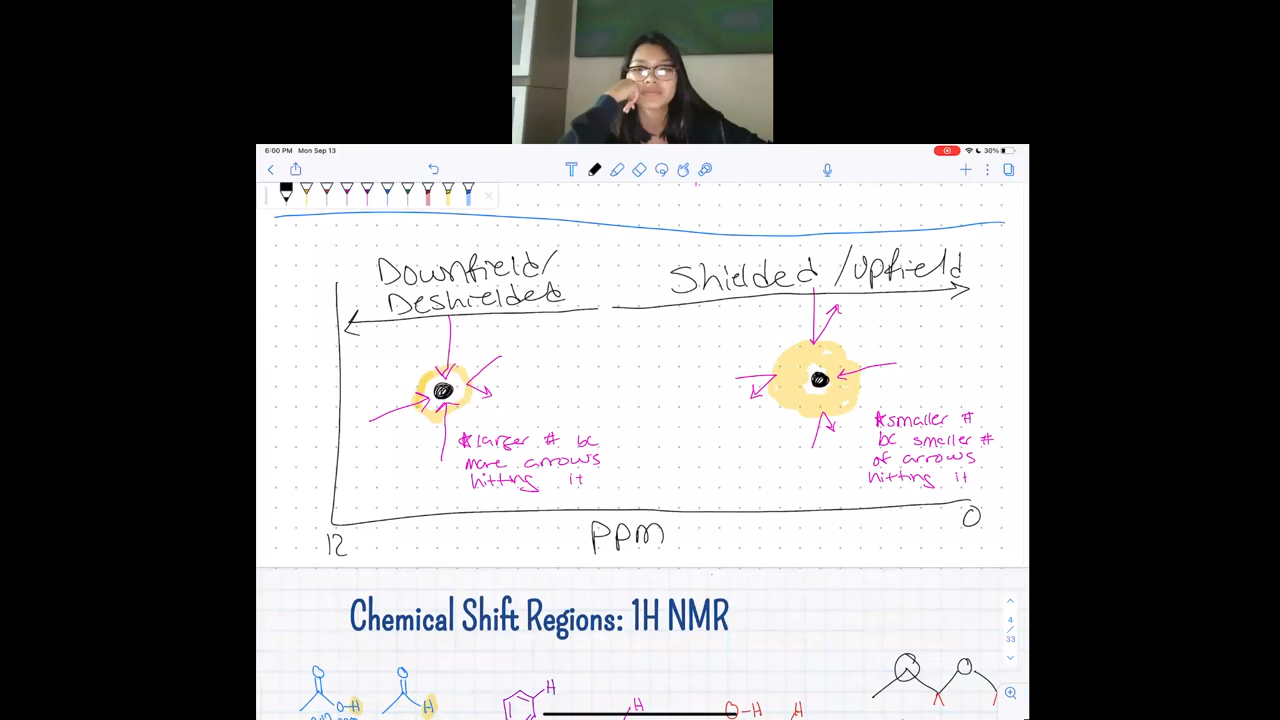 6:00 PM Mon Sep 13
30%
T
Downfield/
Deshielded
Shielded / Upfield
*larger # bc
more arrows
hitting it
*smaller #
bc smaller #
of arrows
hitting it
12
ppm
0
Chemical Shift Regions: 1H NMR
4
/
33
O
O
O-H
H
H
H
O-H
H